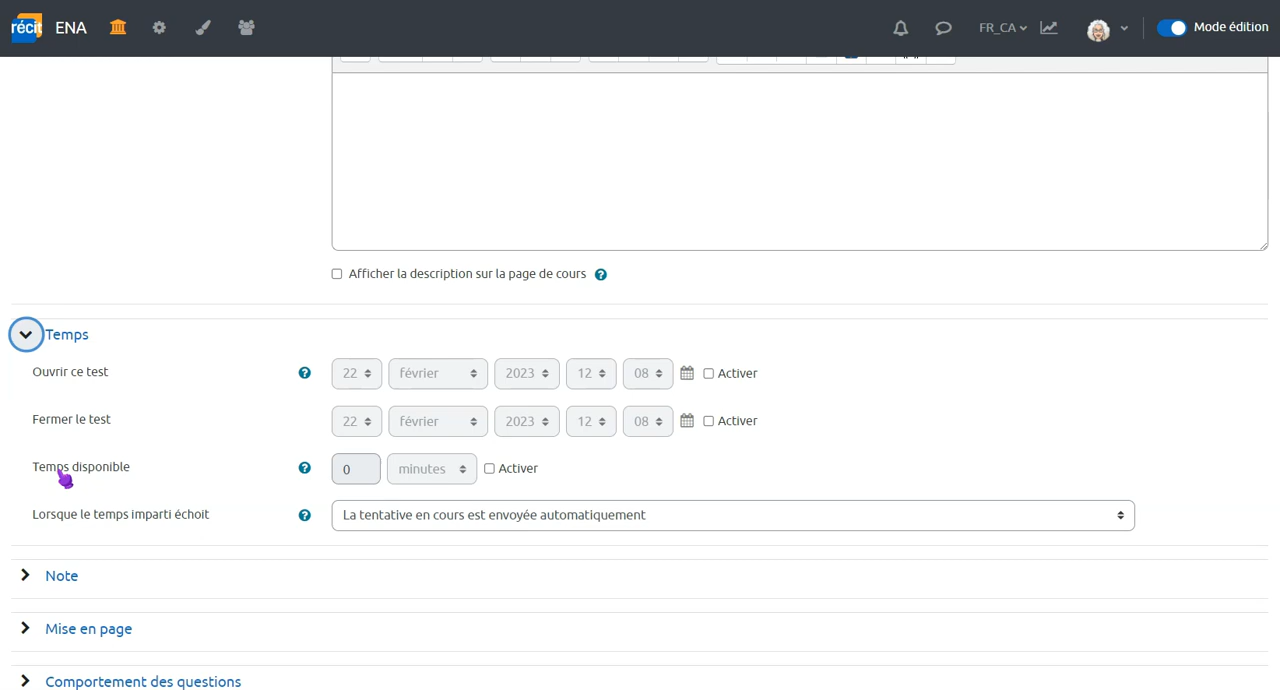 récit ENA FR_CA Mode édition
Afficher la description sur la page de cours ?
Temps
Ouvrir ce test ? 22 février 2023 12 08 Activer
Fermer le test 22 février 2023 12 08 Activer
Temps disponible ? 0 minutes Activer
Lorsque le temps imparti échoit ? La tentative en cours est envoyée automatiquement
Note
Mise en page
Comportement des questions